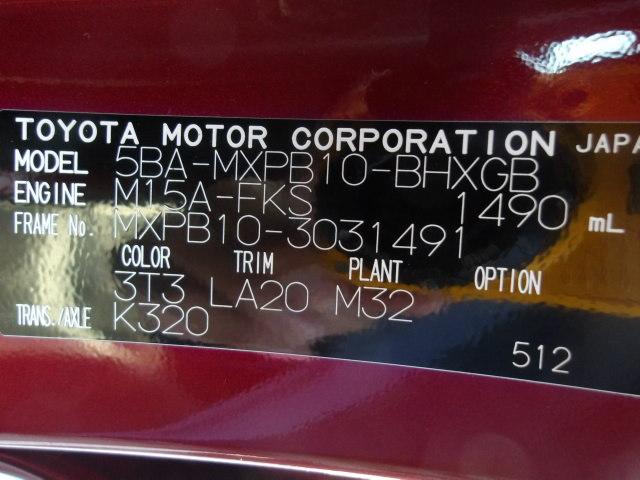 TOYOTA MOTOR CORPORATION JAPA
MODEL 5BA-MXPB10-BHXGB
ENGINE M15A-FKS 1490 mL
FRAME No. MXPB10-3031491
COLOR TRIM PLANT OPTION
3T3 LA20 M32
TRANS./AXLE K320
512